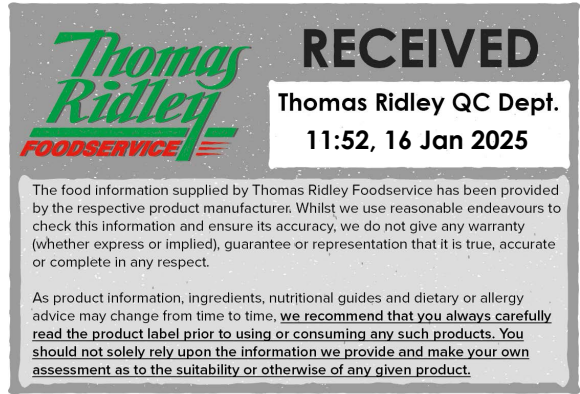 Thomas
Ridley
FOODSERVICE
RECEIVED
Thomas Ridley QC Dept.
11:52, 16 Jan 2025
The food information supplied by Thomas Ridley Foodservice has been provided
by the respective product manufacturer. Whilst we use reasonable endeavours to
check this information and ensure its accuracy, we do not give any warranty
(whether express or implied), guarantee or representation that it is true, accurate
or complete in any respect.
As product information, ingredients, nutritional guides and dietary or allergy
advice may change from time to time, we recommend that you always carefully
read the product label prior to using or consuming any such products. You
should not solely rely upon the information we provide and make your own
assessment as to the suitability or otherwise of any given product.